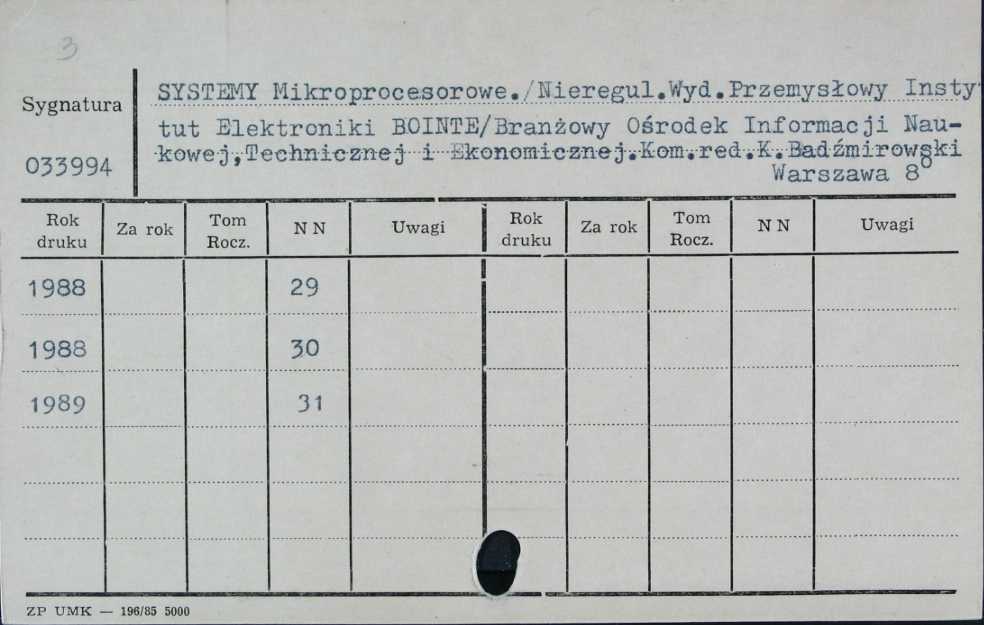 3
SYSTEMY Mikroprocesorowe./Nieregul.Wyd.Przemysłowy Insty-
Sygnatura
tut Elektroniki BOINTE/Branżowy Ośrodek Informacji Nau-
kowej,Technicznej i Ekonomicznej.Kom.red.K.Badźmirowski
033994
Warszawa 8o
Rok druku Za rok Tom Rocz. N N Uwagi Rok druku Za rok Tom Rocz. N N Uwagi
1988 29
1988 30
1989 31
ZP UMK — 196/85 5000